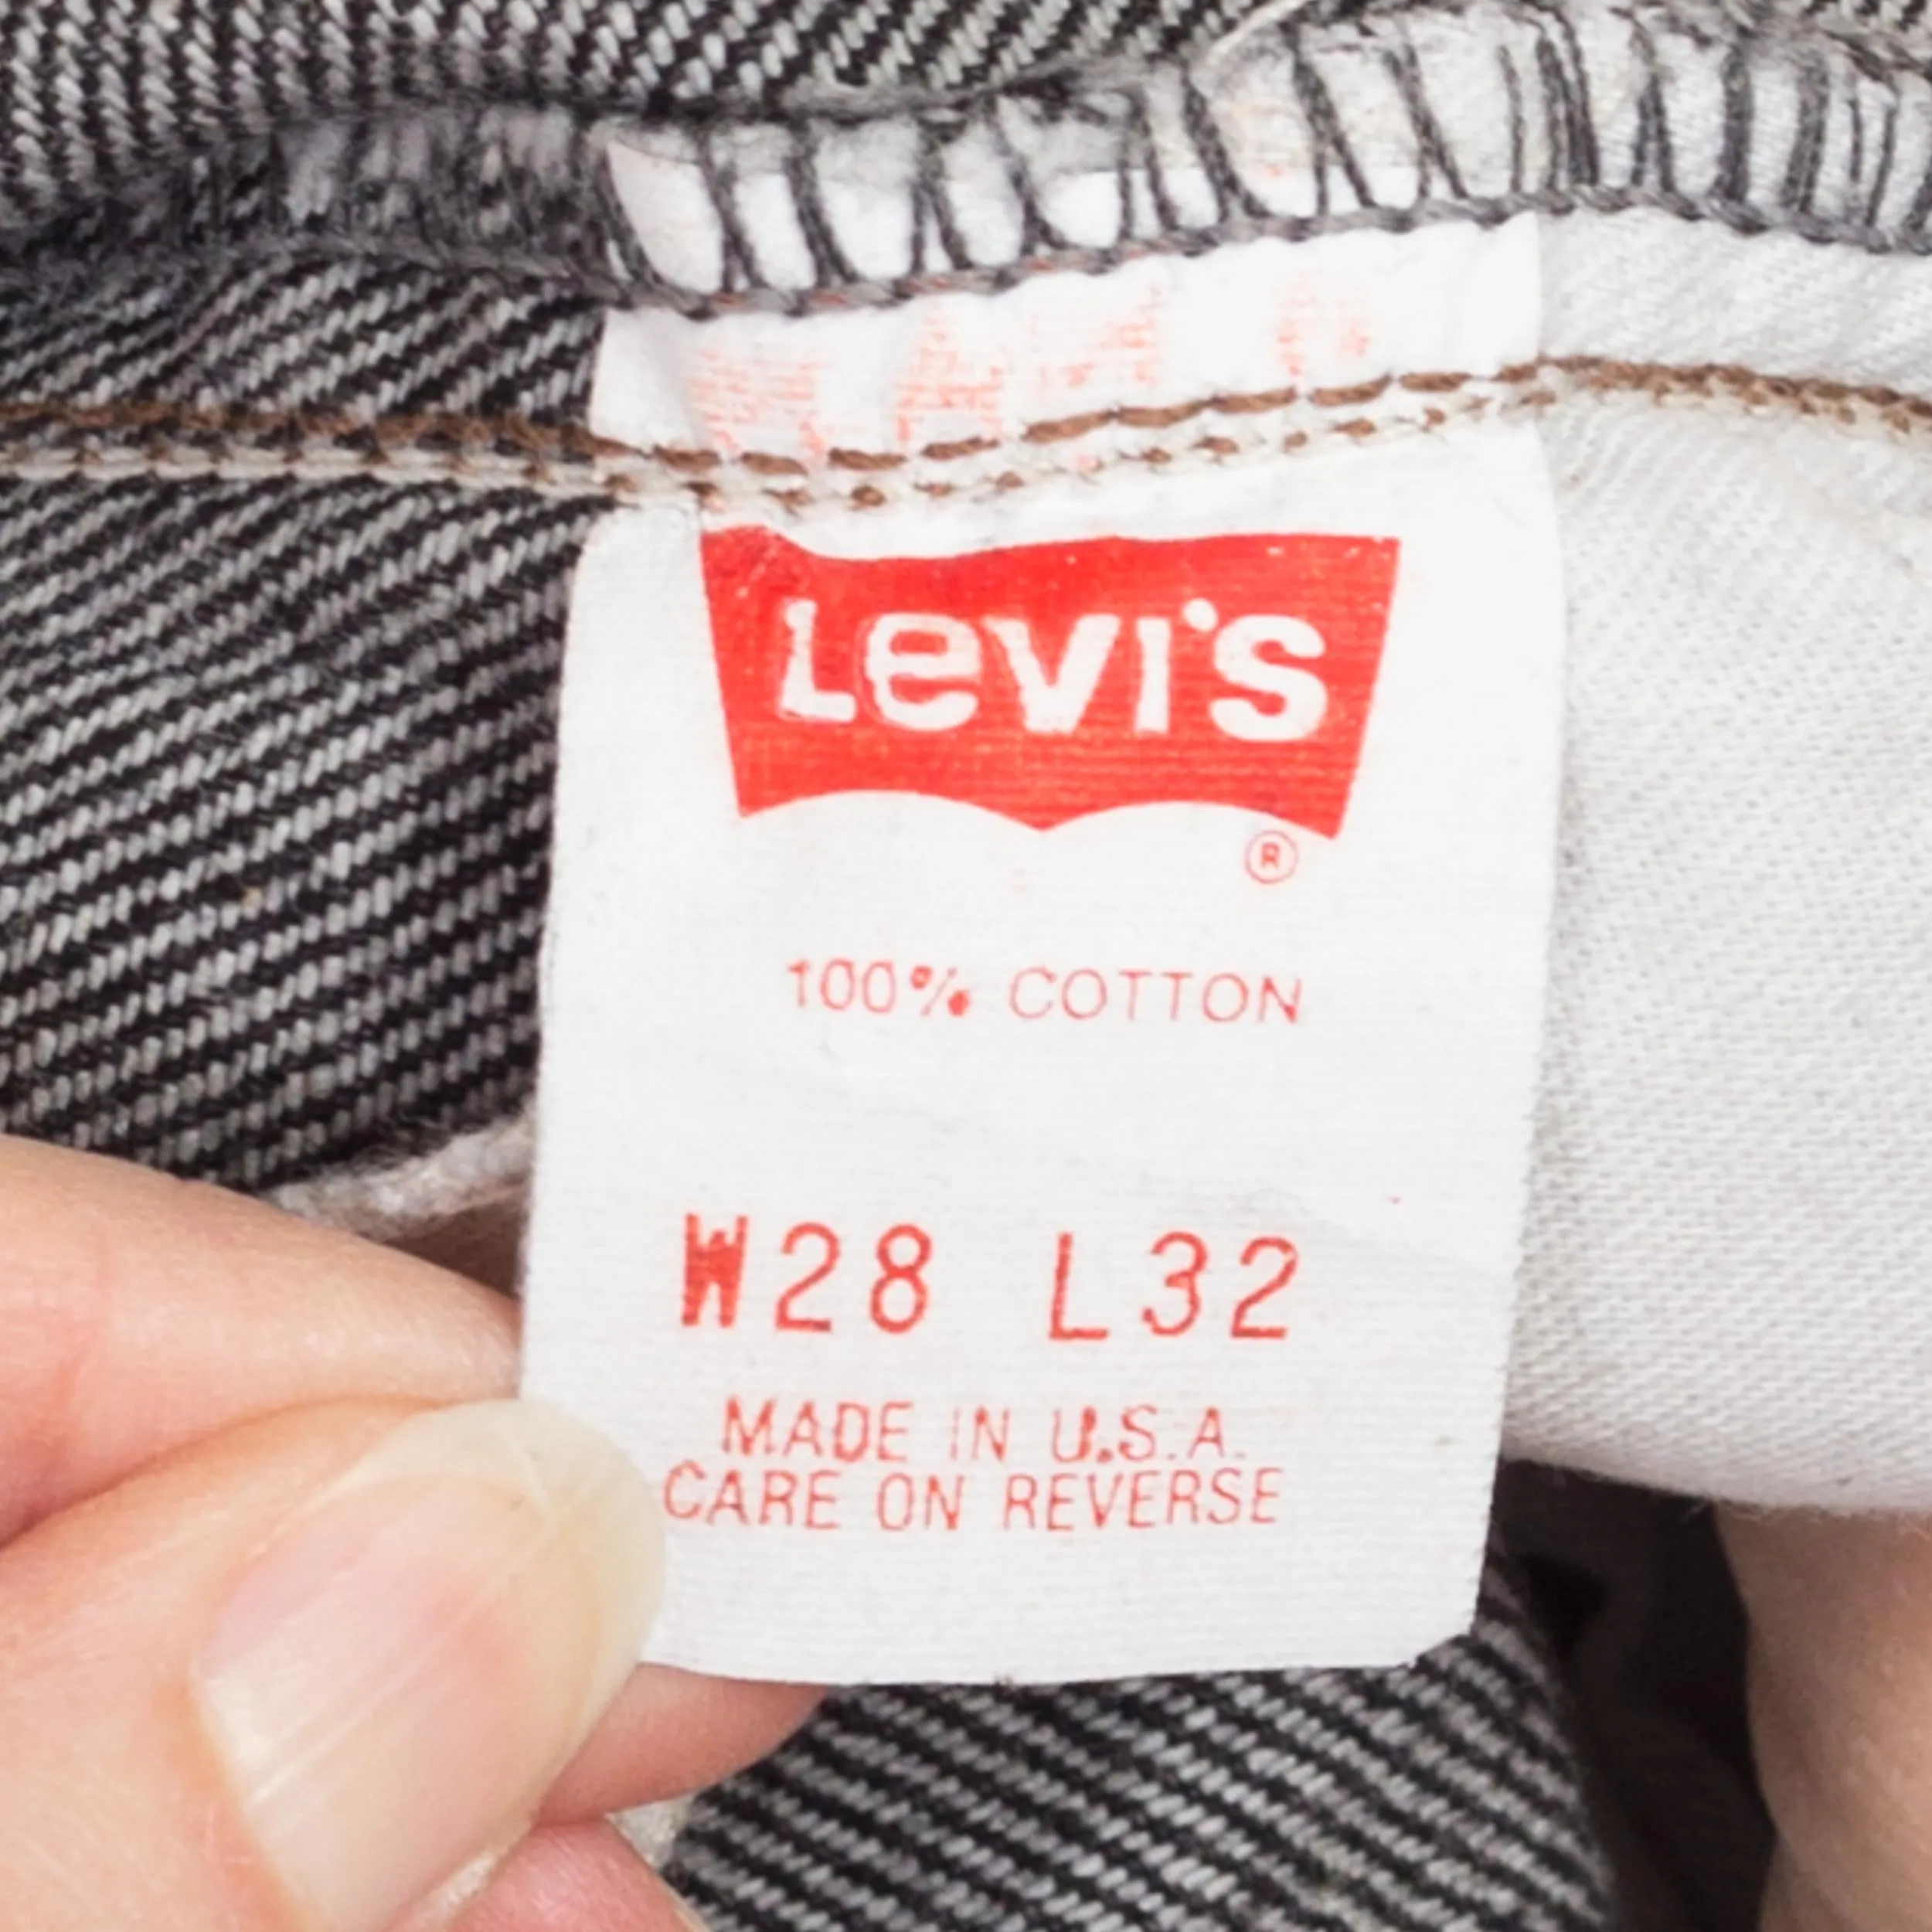 Levi's
®
100% COTTON
W28 L32
MADE IN U.S.A.
CARE ON REVERSE